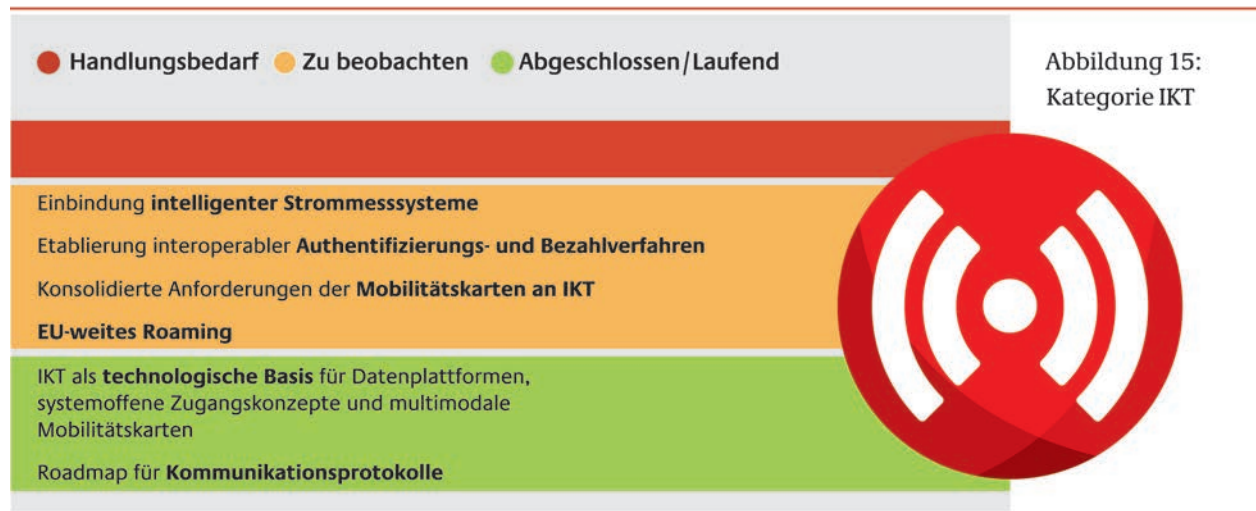 Handlungsbedarf Zu beobachten Abgeschlossen/Laufend
Abbildung 15:
Kategorie IKT
Einbindung intelligenter Strommesssysteme
Etablierung interoperabler Authentifizierungs- und Bezahlverfahren
Konsolidierte Anforderungen der Mobilitätskarten an IKT
EU-weites Roaming
IKT als technologische Basis für Datenplattformen,
systemoffene Zugangskonzepte und multimodale
Mobilitätskarten
Roadmap für Kommunikationsprotokolle